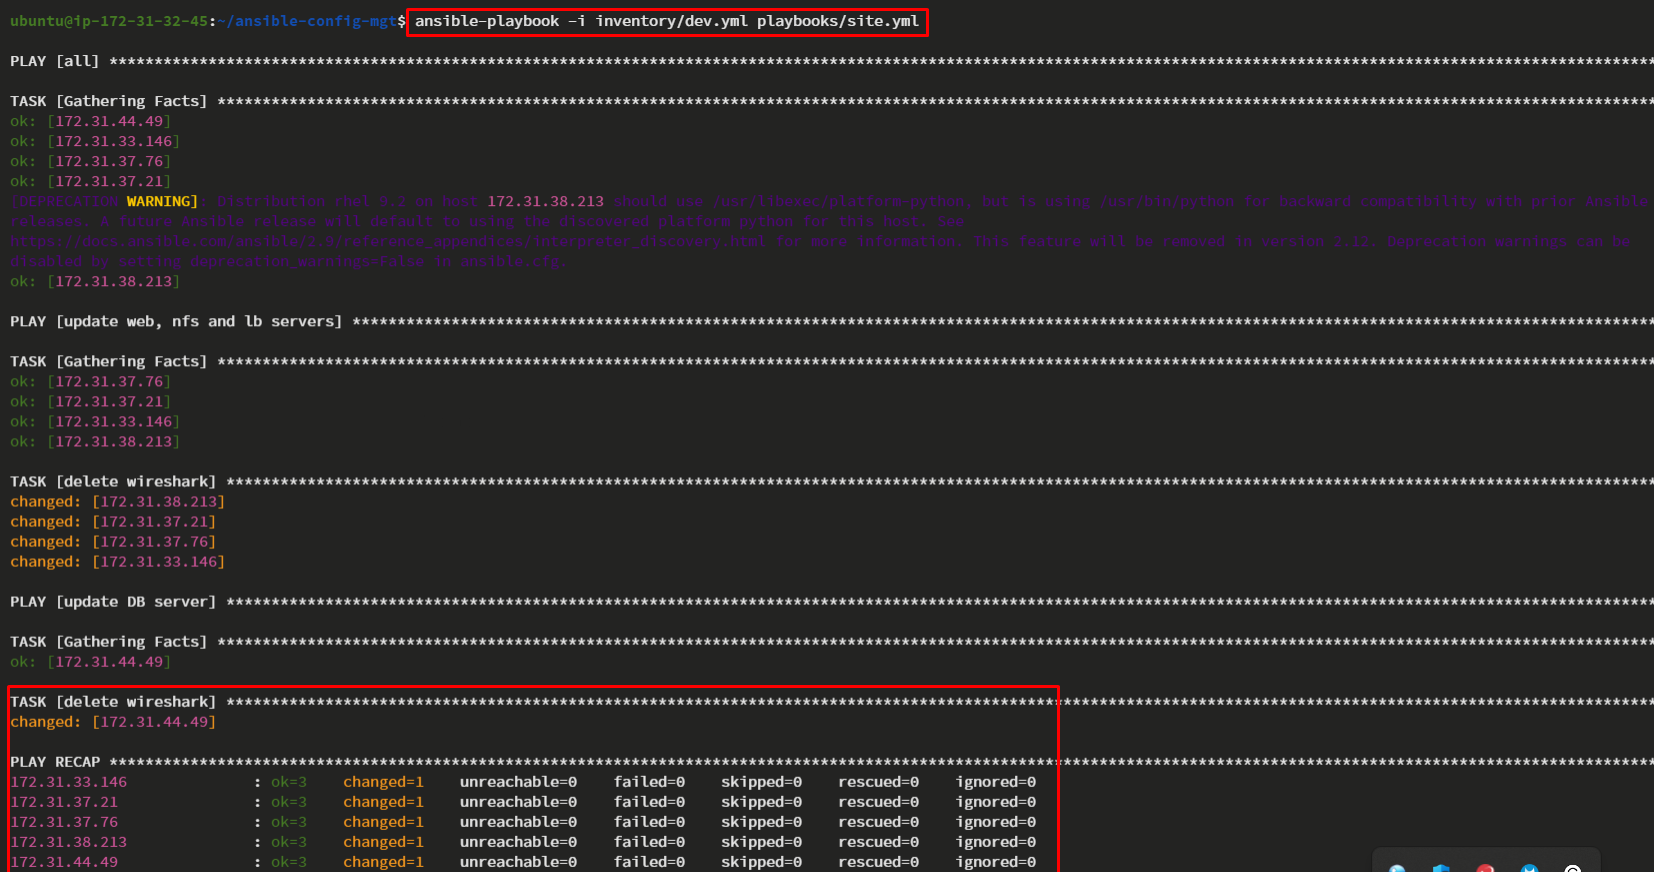 ubuntu@ip-172-31-32-45:~/ansible-config-mgt$ ansible-playbook -i inventory/dev.yml playbooks/site.yml
PLAY [all] ****************************************************************
TASK [Gathering Facts] ****************************************************************
ok: [172.31.44.49]
ok: [172.31.33.146]
ok: [172.31.37.76]
ok: [172.31.37.21]
[DEPRECATION WARNING]: Distribution rhel on host 172.31.38.213 should use /usr/libexec/platform-python, but is using /usr/bin/python for backward compatibility with prior Ansible
releases. A future Ansible release will default to using the discovered platform python for this host. See
https://docs.ansible.com/ansible/2.9/reference_appendices/interpreter_discovery.html for more information. This feature will be removed in version 2.12. Deprecation warnings can be
disabled by setting deprecation_warnings=False in ansible.cfg.
ok: [172.31.38.213]
PLAY [update web, nfs and lb servers] ****************************************************************
TASK [Gathering Facts] ****************************************************************
ok: [172.31.37.76]
ok: [172.31.37.21]
ok: [172.31.33.146]
ok: [172.31.38.213]
TASK [delete wireshark] ****************************************************************
changed: [172.31.38.213]
changed: [172.31.37.21]
changed: [172.31.37.76]
changed: [172.31.33.146]
PLAY [update DB server] ****************************************************************
TASK [Gathering Facts] ****************************************************************
ok: [172.31.44.49]
TASK [delete wireshark] ****************************************************************
changed: [172.31.44.49]
PLAY RECAP ****************************************************************
172.31.33.146 : ok=3 changed=1 unreachable=0 failed=0 skipped=0 rescued=0 ignored=0
172.31.37.21 : ok=3 changed=1 unreachable=0 failed=0 skipped=0 rescued=0 ignored=0
172.31.37.76 : ok=3 changed=1 unreachable=0 failed=0 skipped=0 rescued=0 ignored=0
172.31.38.213 : ok=3 changed=1 unreachable=0 failed=0 skipped=0 rescued=0 ignored=0
172.31.44.49 : ok=3 changed=1 unreachable=0 failed=0 skipped=0 rescued=0 ignored=0